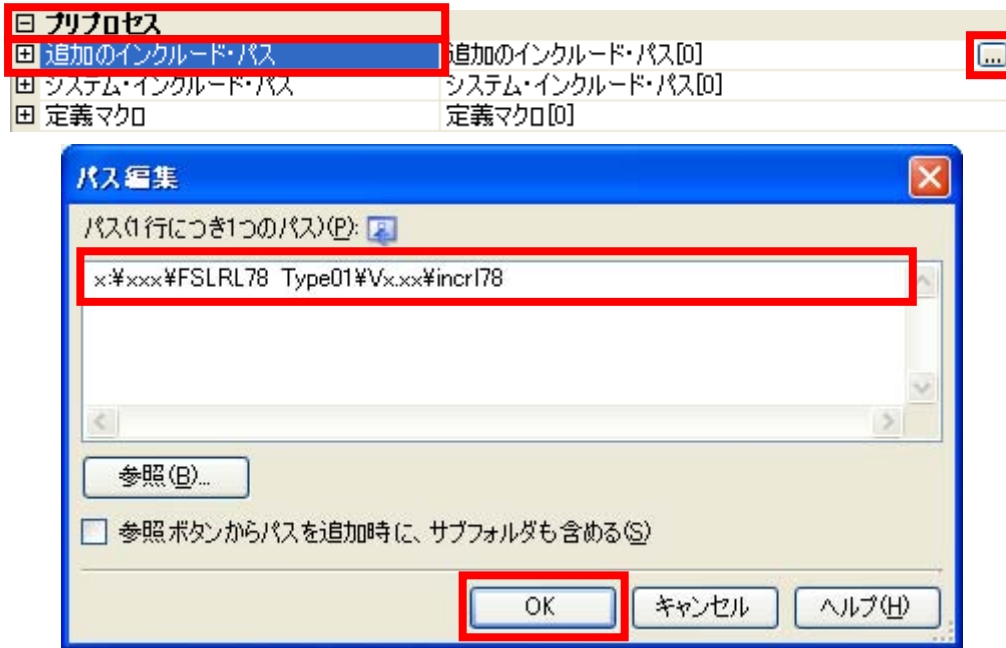 プリプロセス
追加のインクルード・パス 追加のインクルード・パス[0] ...
システム・インクルード・パス システム・インクルード・パス[0]
定義マクロ 定義マクロ[0]
パス編集
パス(1行につき1つのパス)(P):
x:¥xxx¥FSLRL78 Type01¥Vx.xx¥incrl78
参照(B)...
参照ボタンからパスを追加時に、サブフォルダも含める(S)
OK キャンセル ヘルプ(H)